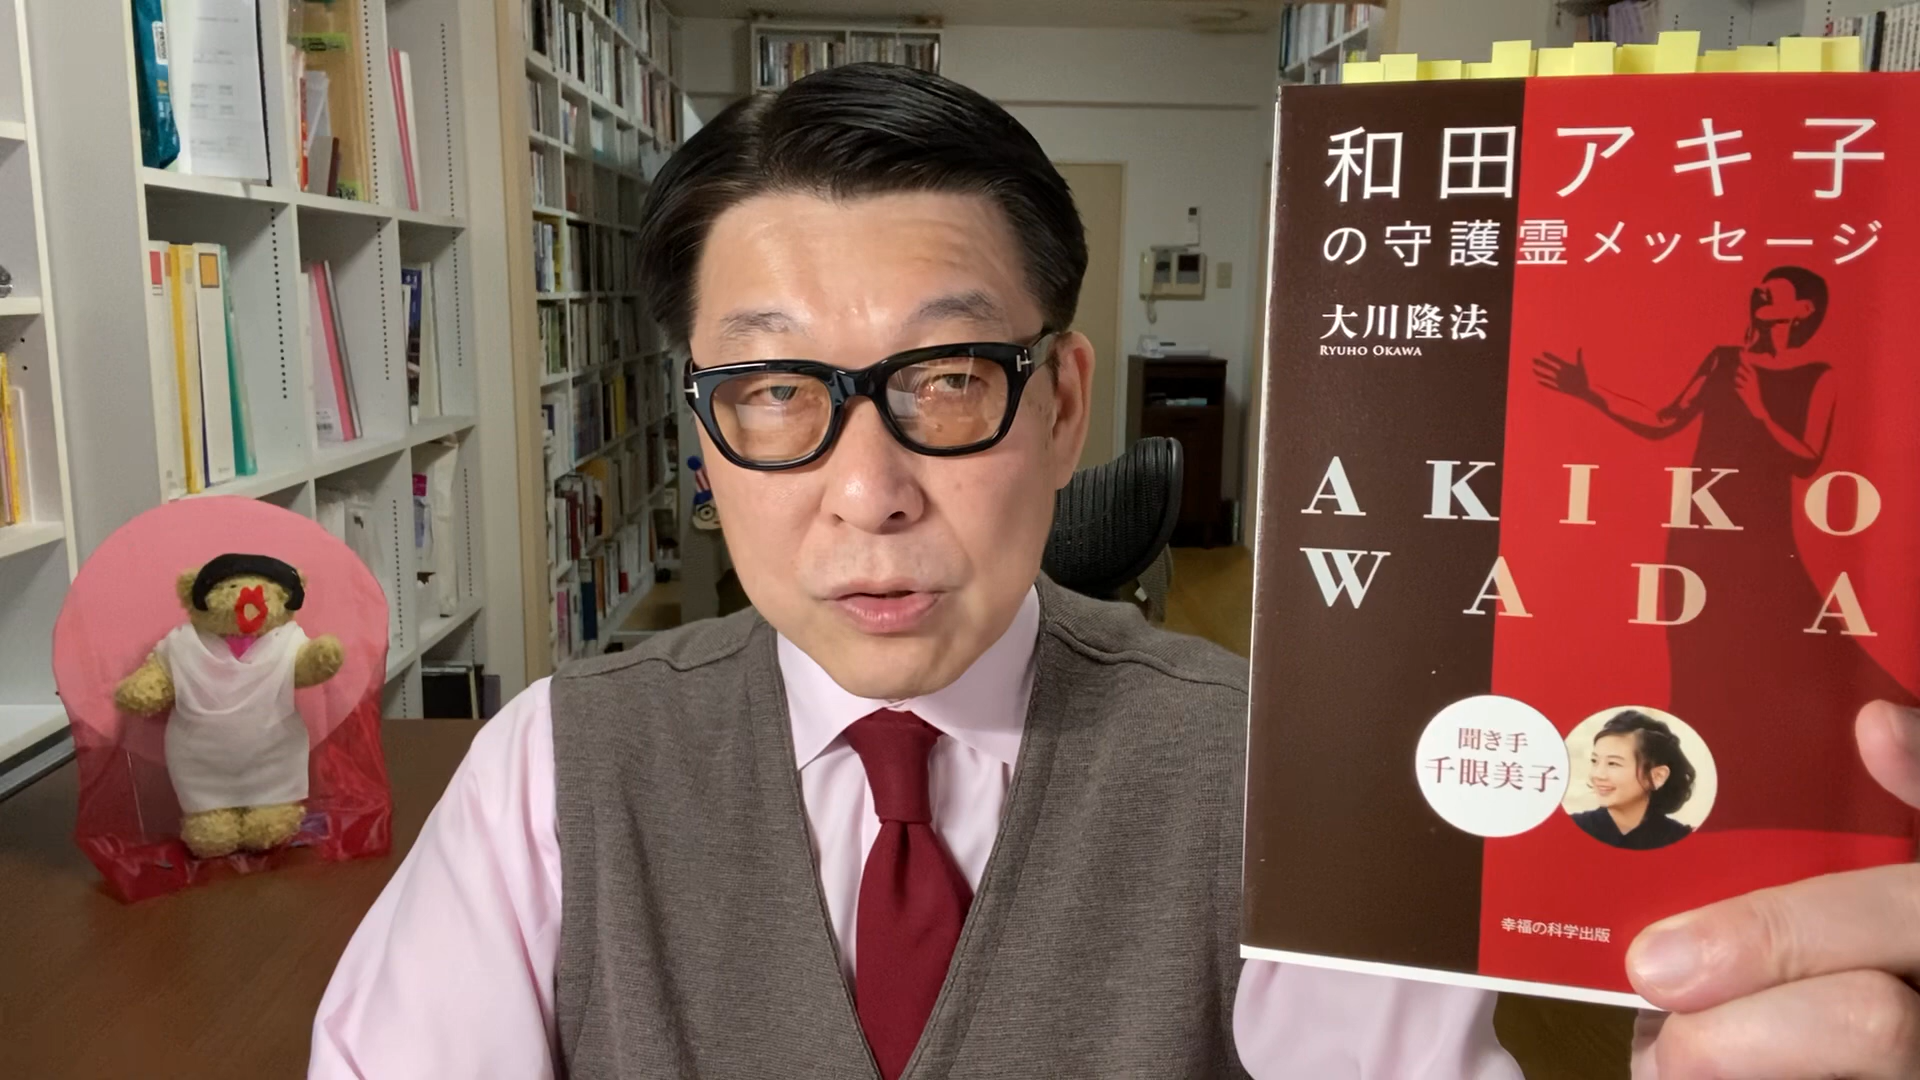 和田アキ子
の守護霊メッセージ
大川隆法
RYUHO OKAWA
AKIKO
WADA
聞き手
千眼美子
幸福の科学出版